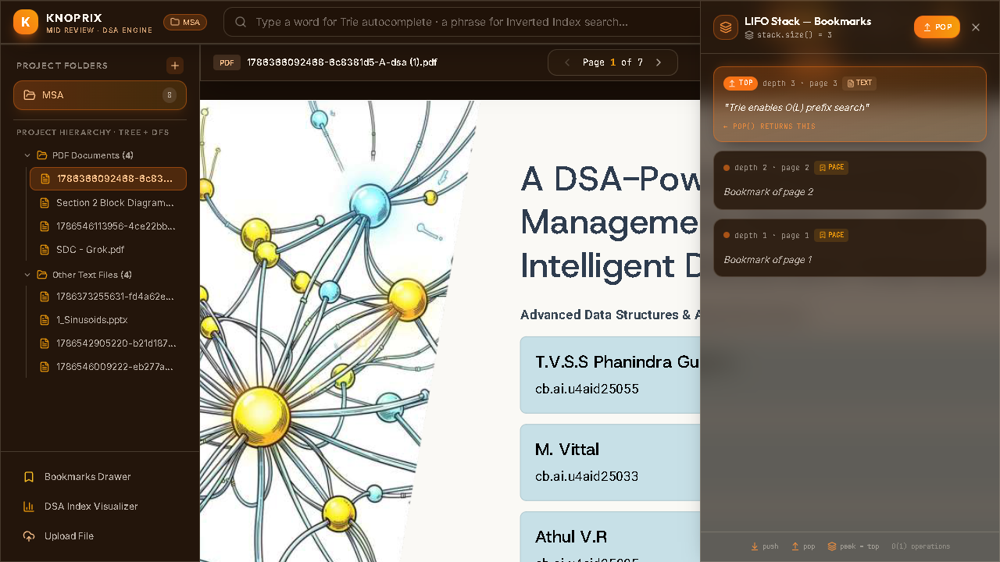 K
KNOPRIX
MID REVIEW · DSA ENGINE
MSA
Type a word for Trie autocomplete · a phrase for Inverted Index search...
PROJECT FOLDERS
MSA
8
PROJECT HIERARCHY · TREE + DFS
PDF Documents (4)
1786366092468-6c83...
Section 2 Block Diagram...
1786546113956-4ce22bb...
SDC - Grok.pdf
Other Text Files (4)
1786373255631-fd4a62e...
1_Sinusoids.pptx
1786542905220-b21d187...
1786546009222-eb277a...
Bookmarks Drawer
DSA Index Visualizer
Upload File
PDF
1786366092468-6c8381d5-A-dsa (1).pdf
Page 1 of 7
A DSA-Pow
Manageme
Intelligent D
Advanced Data Structures & A
T.V.S.S Phanindra Gu
cb.ai.u4aid25055
M. Vittal
cb.ai.u4aid25033
Athul V.R
LIFO Stack — Bookmarks
stack.size() = 3
POP
TOP depth 3 · page 3 TEXT
"Trie enables O(L) prefix search"
← POP() RETURNS THIS
depth 2 · page 2 PAGE
Bookmark of page 2
depth 1 · page 1 PAGE
Bookmark of page 1
push pop peek = top O(1) operations